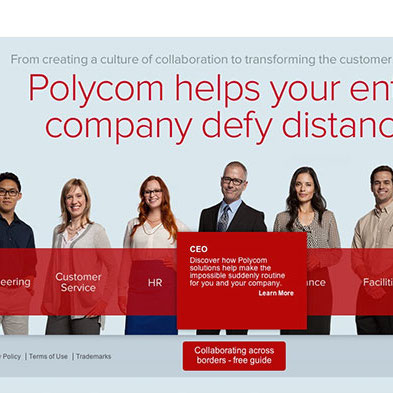 From creating a culture of collaboration to transforming the customer
Polycom helps your ent
company defy distanc
eering
Customer
Service
HR
CEO
Discover how Polycom
solutions help make the
impossible suddenly routine
for you and your company.
Learn More
nance
Faciliti
Policy | Terms of Use | Trademarks
Collaborating across
borders - free guide